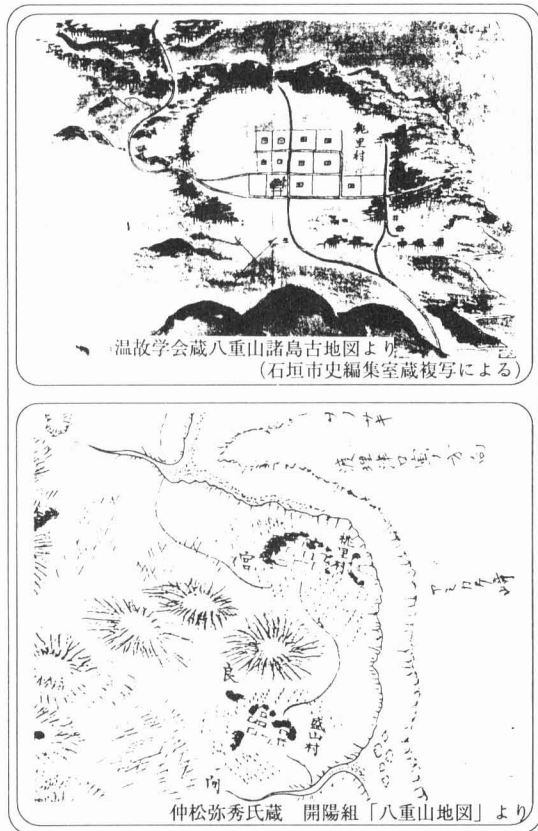 桃里村
温故学会蔵八重山諸島古地図より
(石垣市史編集室蔵複写による)
桃里村
宮
良
盛山村
仲松弥秀氏蔵 開陽組「八重山地図」より